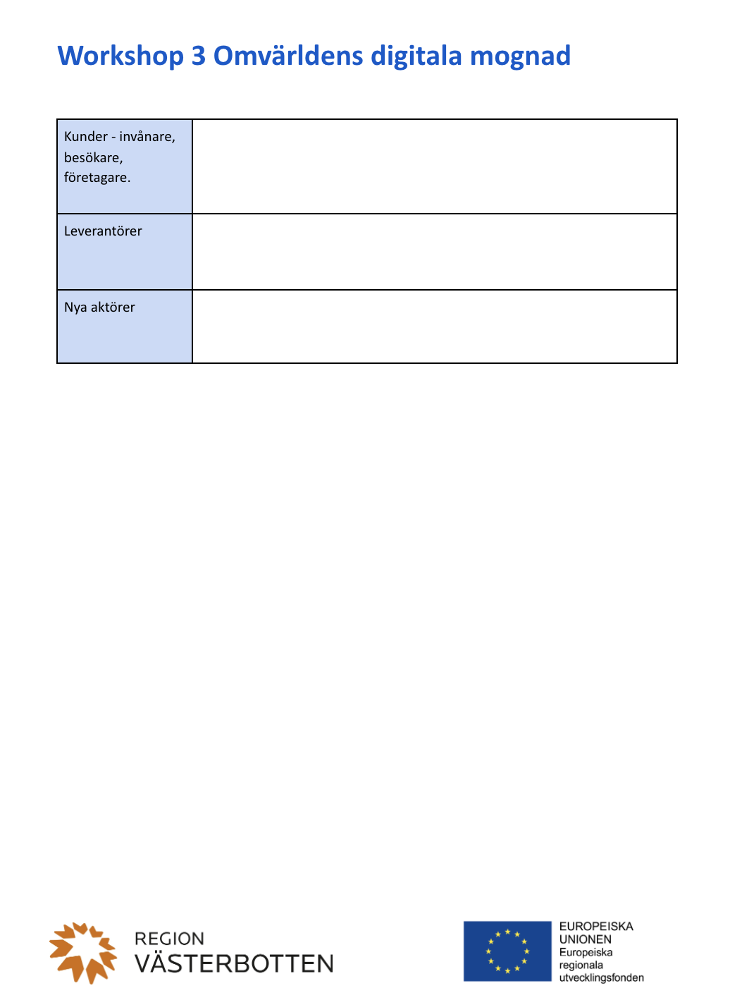 Workshop 3 Omvärldens digitala mognad
Kunder - invånare,
besökare,
företagare.
Leverantörer
Nya aktörer
REGION
VÄSTERBOTTEN
EUROPEISKA
UNIONEN
Europeiska
regionala
utvecklingsfonden